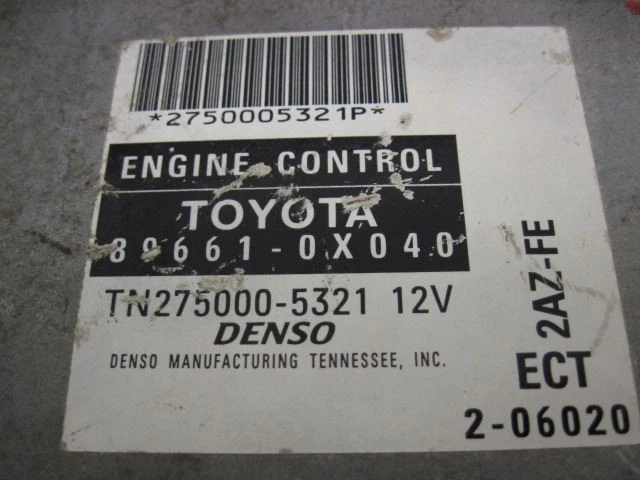 *2750005321P*
ENGINE CONTROL
TOYOTA
89661-0X040
TN275000-5321 12V
DENSO
DENSO MANUFACTURING TENNESSEE, INC.
2AZ-FE
ECT
2-06020